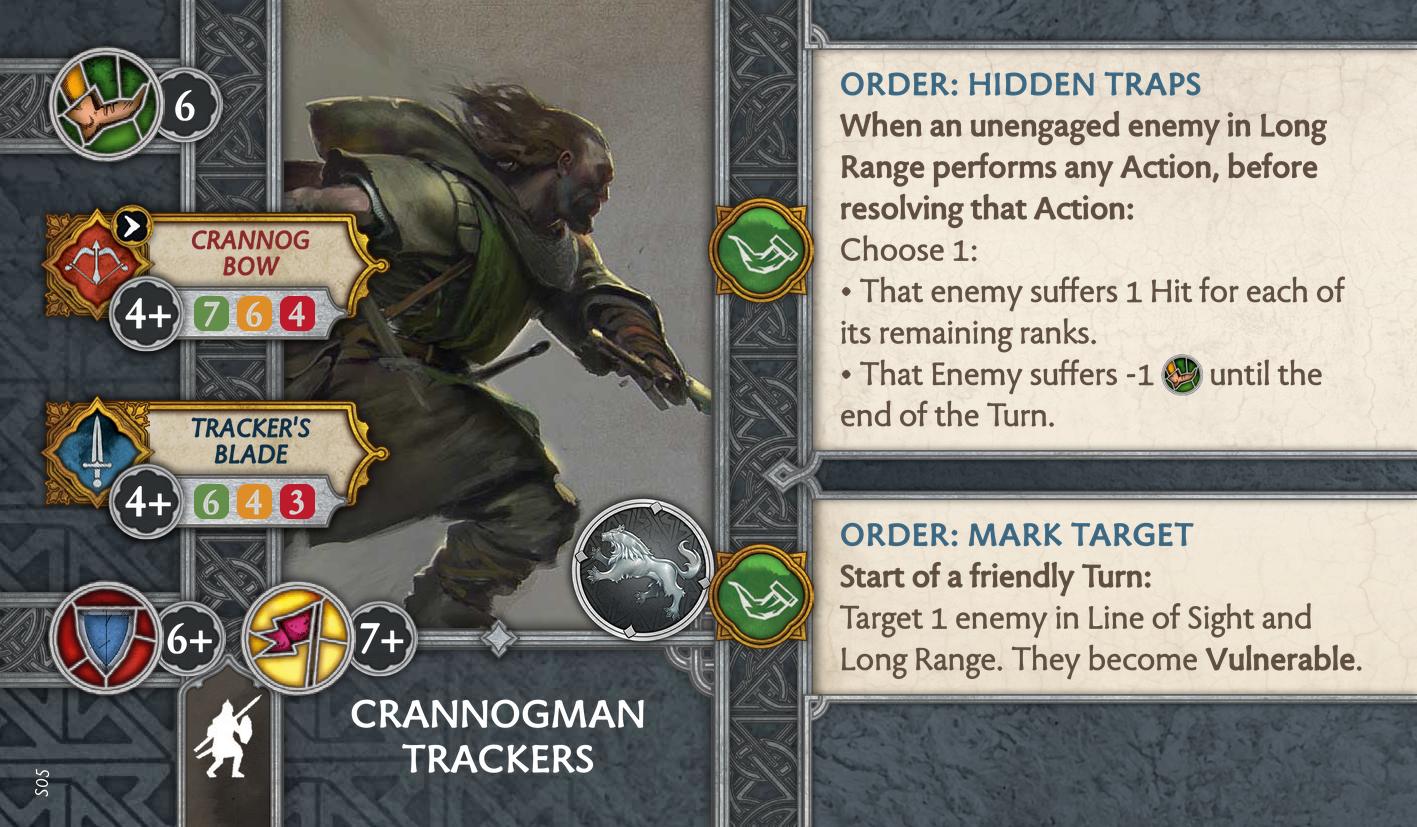 6
CRANNOG
BOW
4+ 7 6 4
TRACKER'S
BLADE
4+ 6 4 3
6+ 7+
CRANNOGMAN
TRACKERS
S05
ORDER: HIDDEN TRAPS
When an unengaged enemy in Long
Range performs any Action, before
resolving that Action:
Choose 1:
• That enemy suffers 1 Hit for each of
its remaining ranks.
• That Enemy suffers -1 until the
end of the Turn.
ORDER: MARK TARGET
Start of a friendly Turn:
Target 1 enemy in Line of Sight and
Long Range. They become Vulnerable.